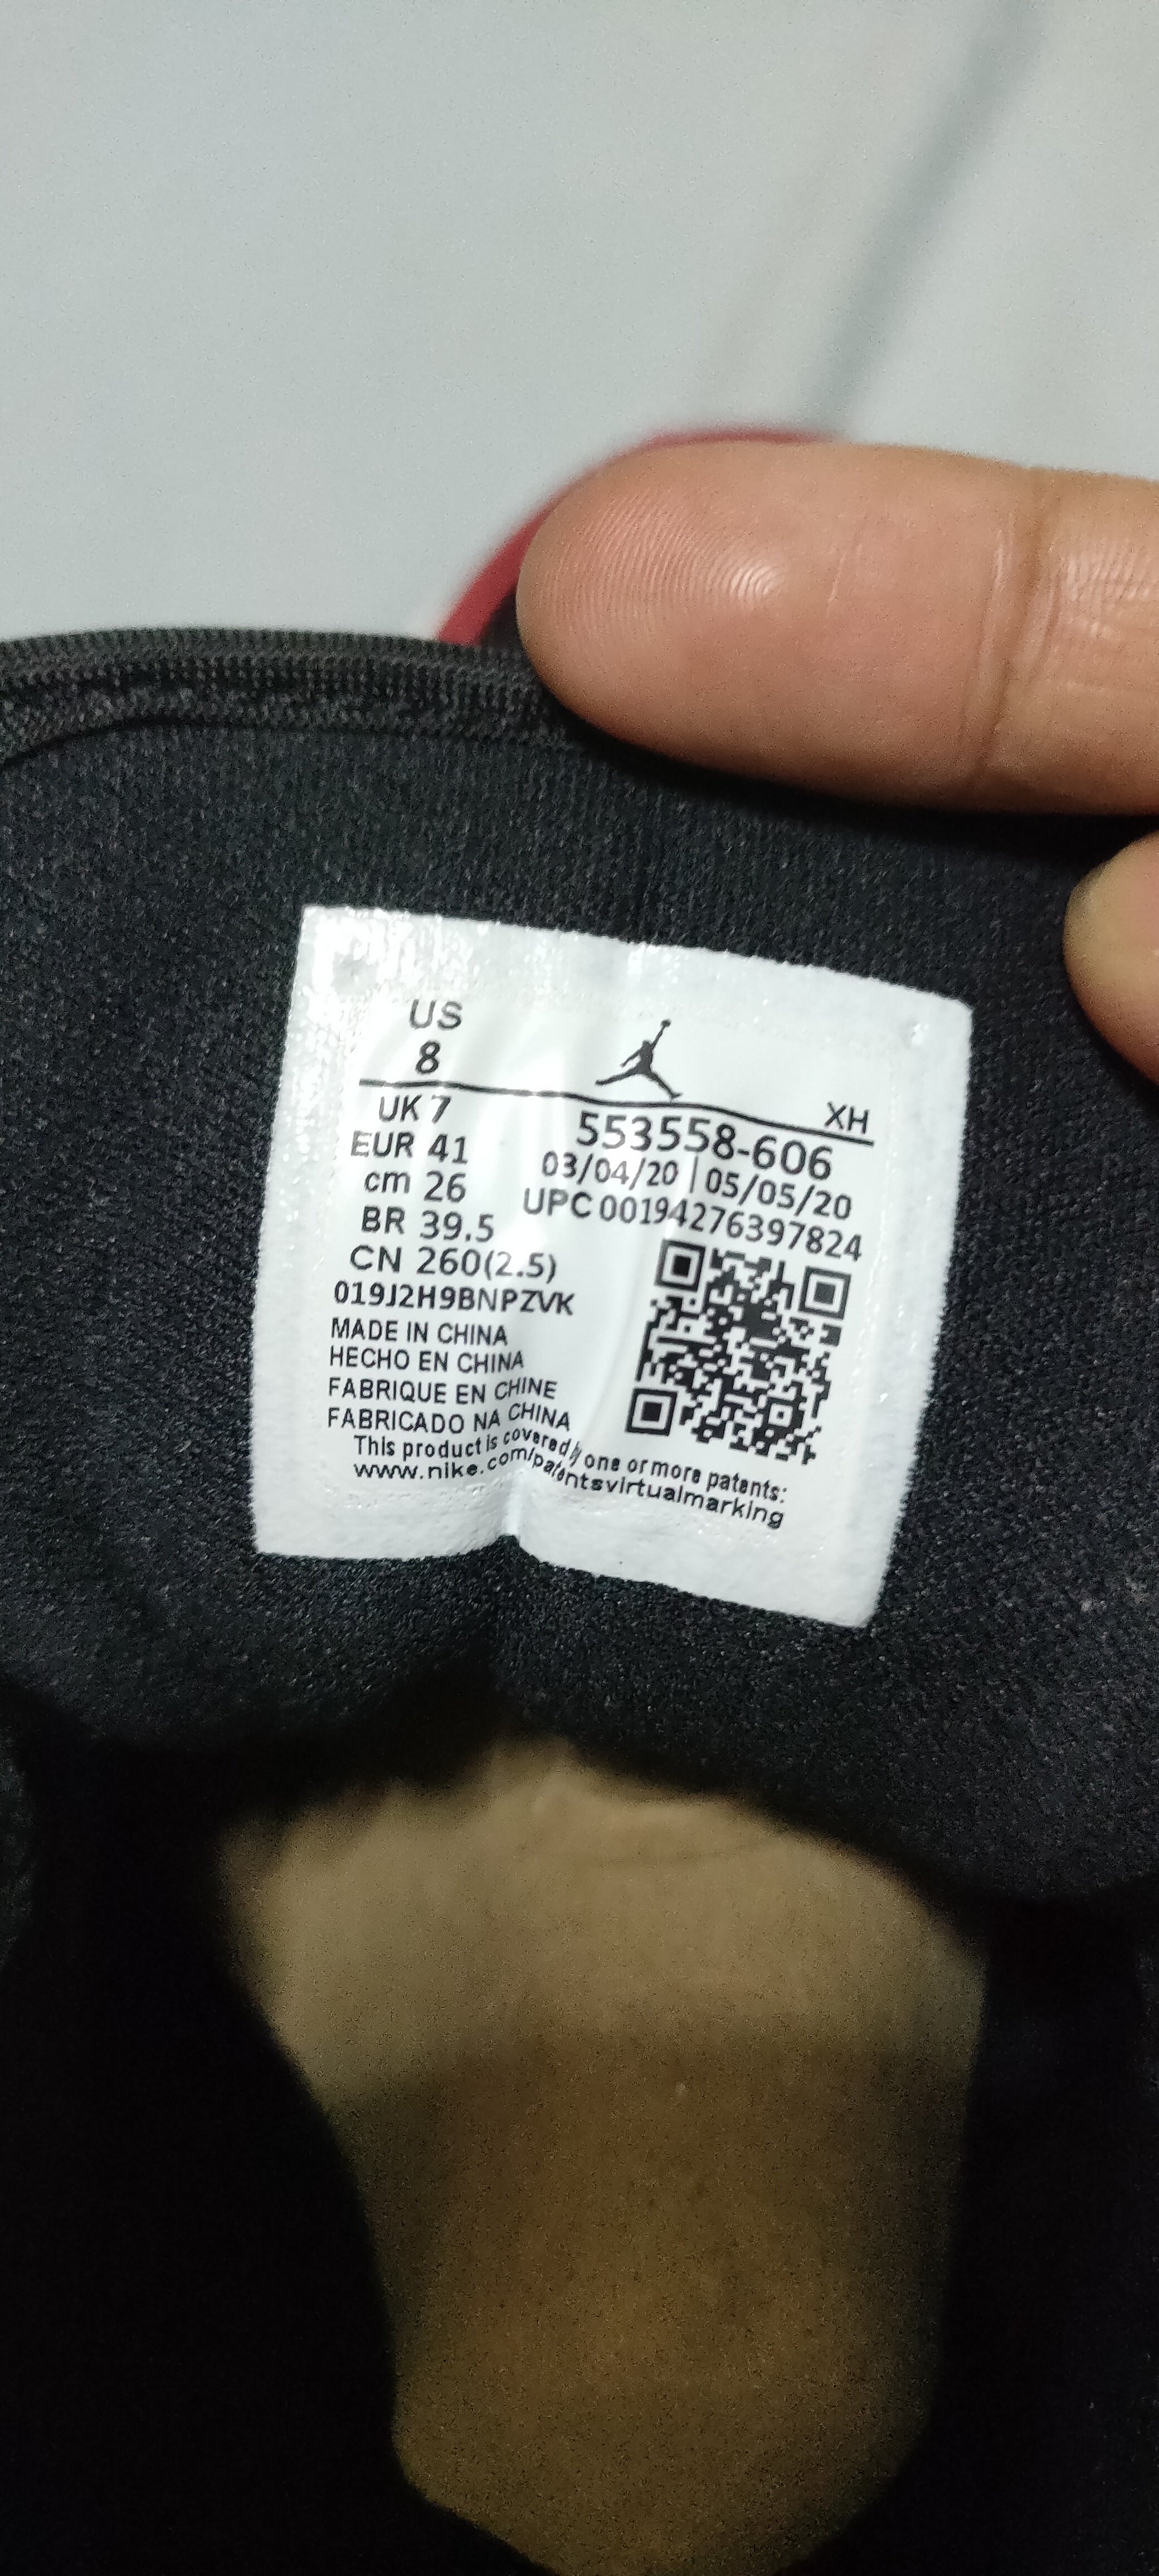 US
8
XH
UK 7
553558-606
EUR 41
03/04/20 | 05/05/20
cm 26
UPC 00194276397824
BR 39.5
CN 260(2.5)
019J2H9BNPZVK
MADE IN CHINA
HECHO EN CHINA
FABRIQUE EN CHINE
FABRICADO NA CHINA
This product is covered by one or more patents:
www.nike.com/patentsvirtualmarking